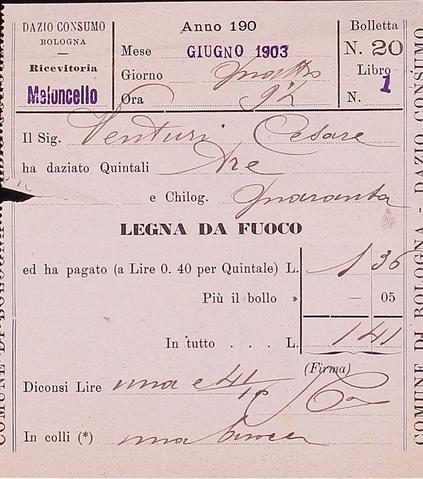 DAZIO CONSUMO
BOLOGNA
Ricevitoria
Meloncello
Anno 190
Mese GIUGNO 1903
Giorno quattro
Ora 9½
Bolletta
N. 20
Libro
N. 1
Il Sig. Venturi Cesare
ha daziato Quintali tre
e Chilog. quaranta
LEGNA DA FUOCO
ed ha pagato (a Lire 0. 40 per Quintale) L. 1 36
Più il bollo » — 05
In tutto . . L. 1 41
(Firma)
Diconsi Lire una e 41/10
In colli (*) una
COMUNE DI BOLOGNA
COMUNE DI BOLOGNA - DAZIO CONSUMO